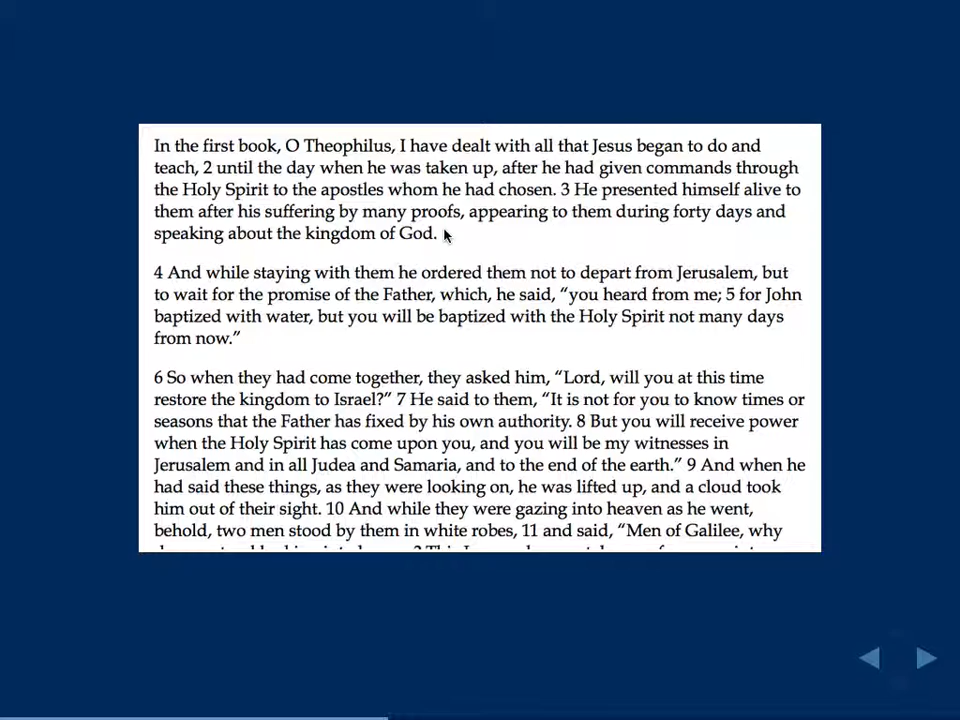 In the first book, O Theophilus, I have dealt with all that Jesus began to do and
teach, 2 until the day when he was taken up, after he had given commands through
the Holy Spirit to the apostles whom he had chosen. 3 He presented himself alive to
them after his suffering by many proofs, appearing to them during forty days and
speaking about the kingdom of God.
4 And while staying with them he ordered them not to depart from Jerusalem, but
to wait for the promise of the Father, which, he said, “you heard from me; 5 for John
baptized with water, but you will be baptized with the Holy Spirit not many days
from now.”
6 So when they had come together, they asked him, “Lord, will you at this time
restore the kingdom to Israel?” 7 He said to them, “It is not for you to know times or
seasons that the Father has fixed by his own authority. 8 But you will receive power
when the Holy Spirit has come upon you, and you will be my witnesses in
Jerusalem and in all Judea and Samaria, and to the end of the earth.” 9 And when he
had said these things, as they were looking on, he was lifted up, and a cloud took
him out of their sight. 10 And while they were gazing into heaven as he went,
behold, two men stood by them in white robes, 11 and said, “Men of Galilee, why